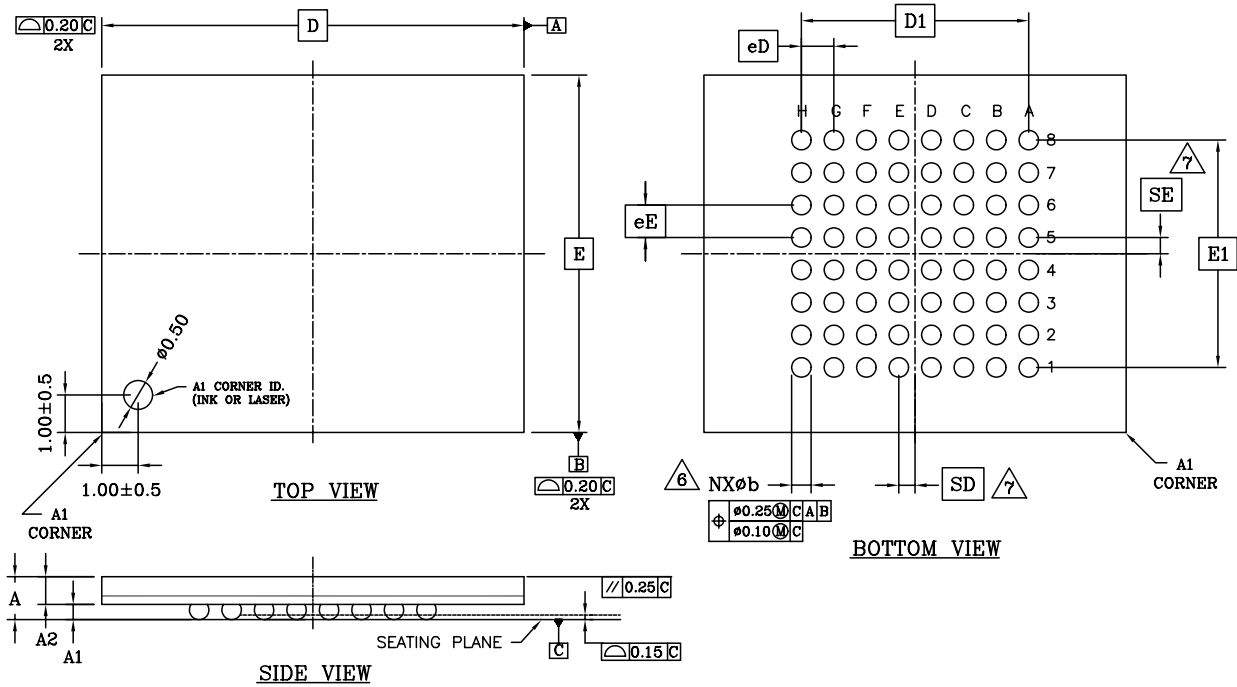 ⌓ 0.20 C
2X
D
A
E
ø0.50
A1 CORNER ID.
(INK OR LASER)
1.00±0.5
1.00±0.5
A1
CORNER
TOP VIEW
B
⌓ 0.20 C
2X
D1
eD
H G F E D C B A
8
7
6
5
4
3
2
1
7
SE
eE
E1
6
NXøb
SD
7
⌖ ø0.25 Ⓜ C A B
ø0.10 Ⓜ C
A1
CORNER
BOTTOM VIEW
A
A2
A1
// 0.25 C
SEATING PLANE
C
⌓ 0.15 C
SIDE VIEW